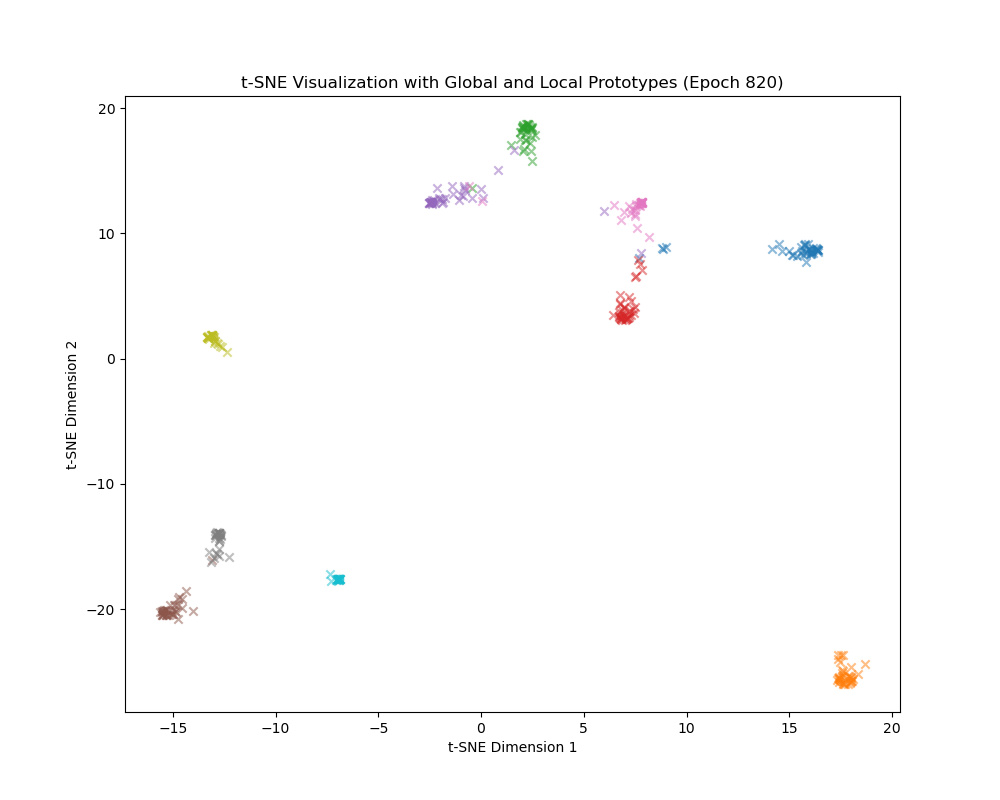 t-SNE Visualization with Global and Local Prototypes (Epoch 820)
20
10
0
−10
−20
t-SNE Dimension 2
−15 −10 −5 0 5 10 15 20
t-SNE Dimension 1